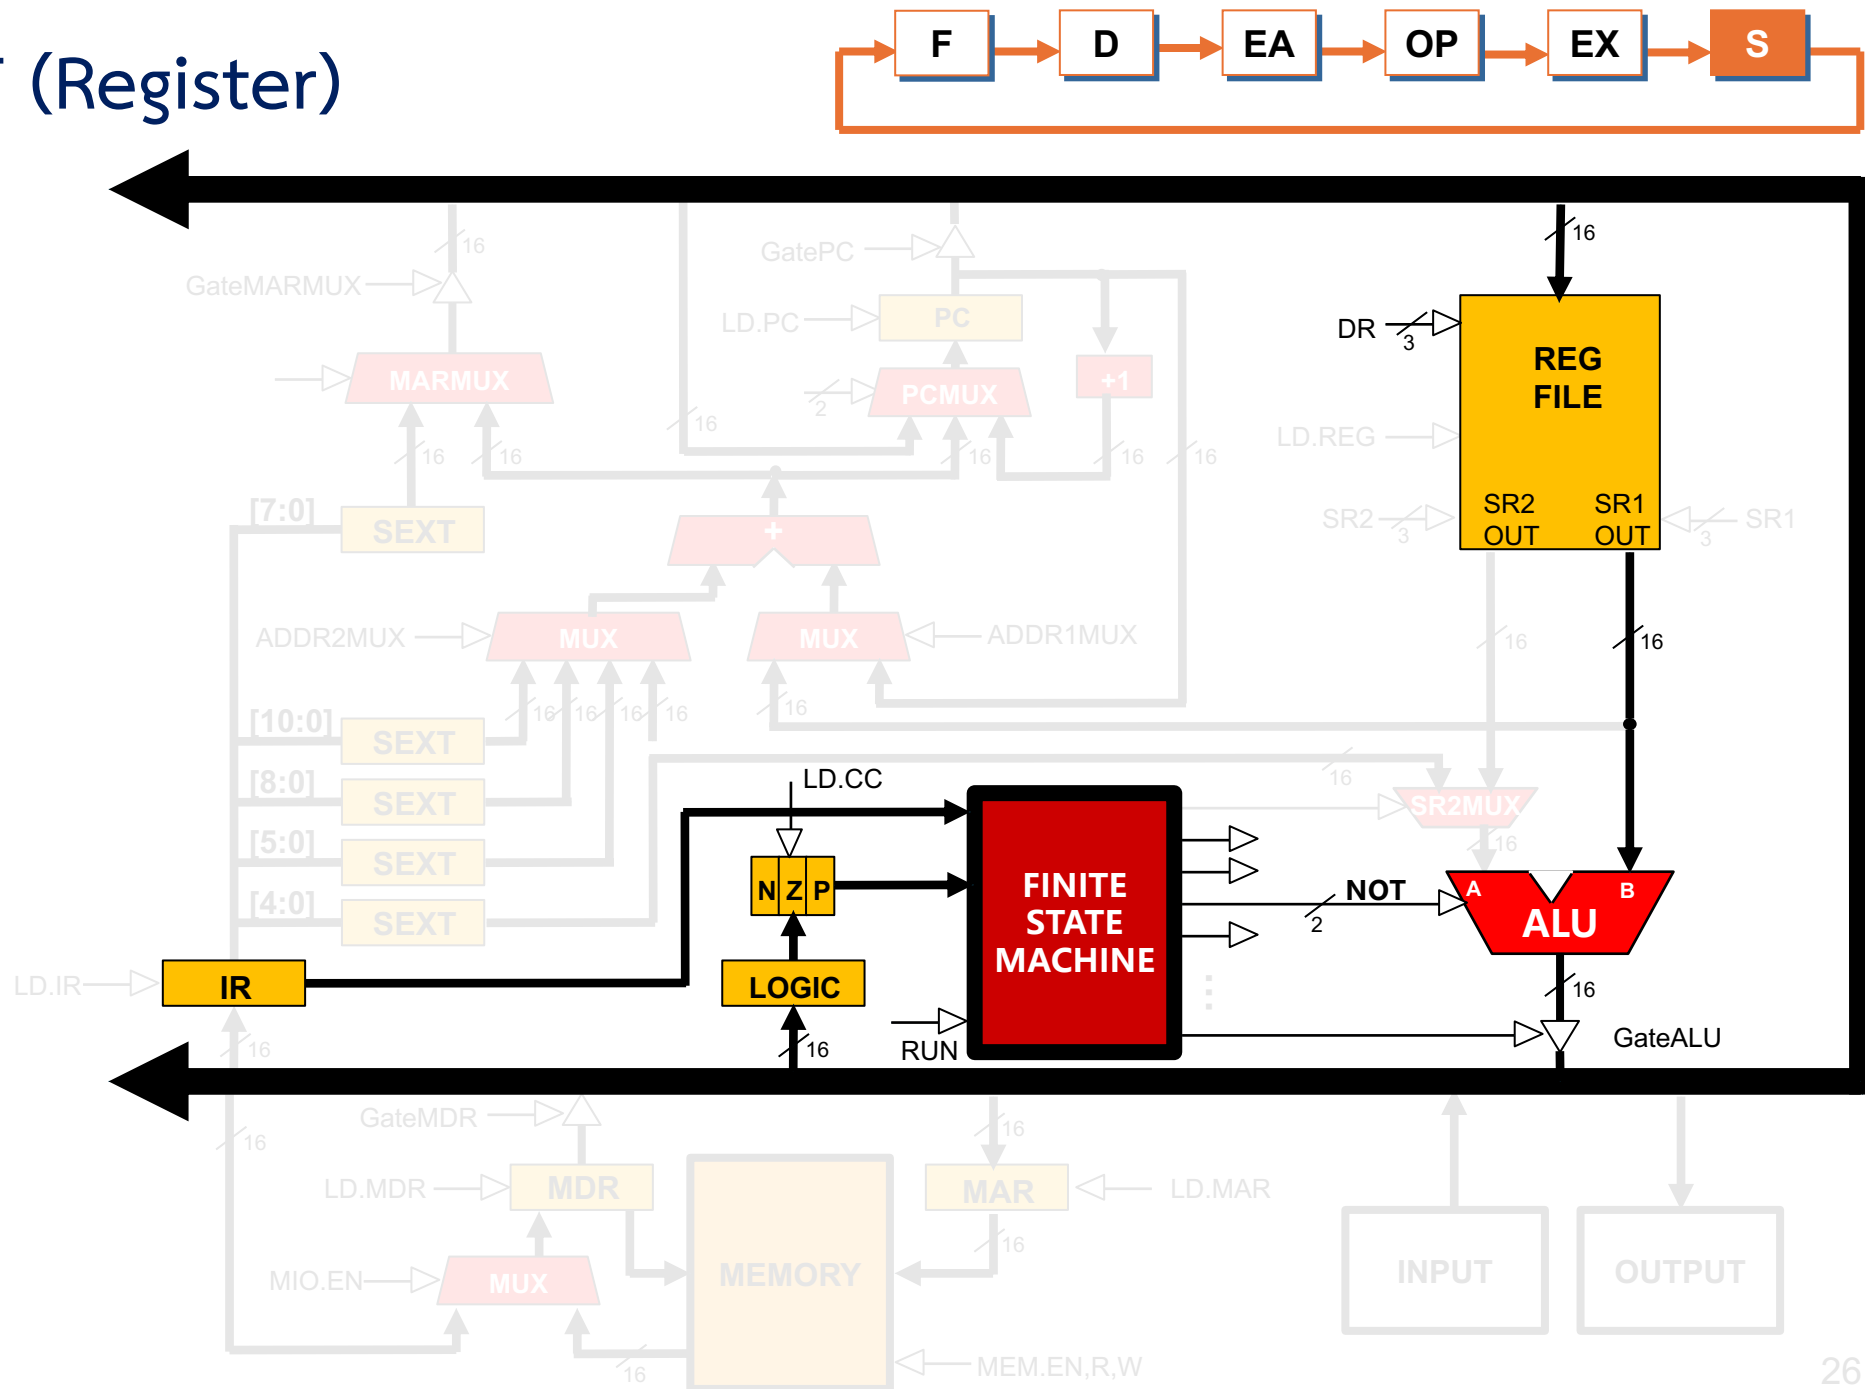 (Register)
F D EA OP EX S
16
16
GatePC
GateMARMUX
DR 3
LD.PC PC
REG
FILE
MARMUX
2 PCMUX +1
16
LD.REG
16 16 16 16 16
[7:0] SEXT
+
SR2 SR1
OUT OUT
SR2 3
3 SR1
ADDR2MUX MUX MUX ADDR1MUX
16 16
16 16 16 16 16
[10:0] SEXT
[8:0] SEXT
LD.CC
16
SR2MUX
[5:0] SEXT
16
N Z P
FINITE
STATE
MACHINE
NOT
2
A B
ALU
[4:0] SEXT
LD.IR IR
LOGIC
16
...
16
RUN
16
GateALU
GateMDR
16
16
LD.MDR MDR
MAR LD.MAR
16
MIO.EN MUX
MEMORY
INPUT OUTPUT
16
MEM.EN,R,W
26